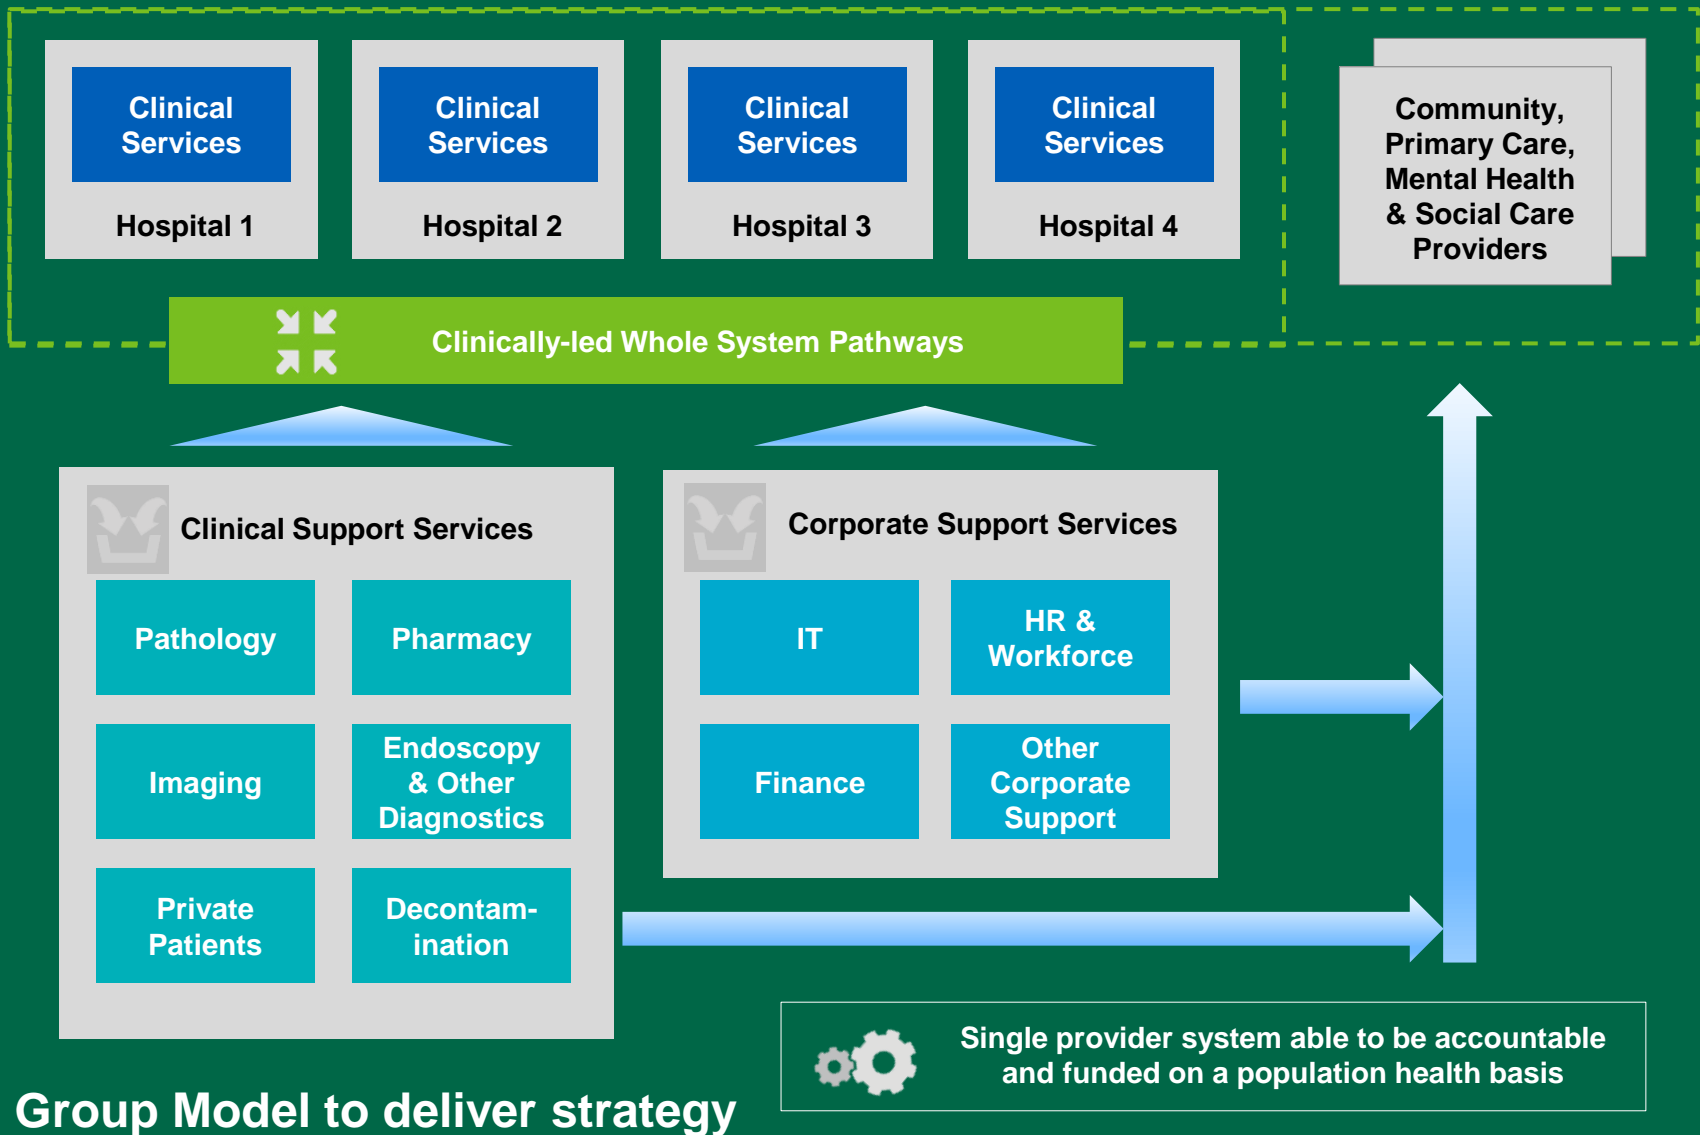 Clinical
Services
Hospital 1
Clinical
Services
Hospital 2
Clinical
Services
Hospital 3
Clinical
Services
Hospital 4
Community,
Primary Care,
Mental Health
& Social Care
Providers
Clinically-led Whole System Pathways
Clinical Support Services
Pathology
Pharmacy
Imaging
Endoscopy
& Other
Diagnostics
Private
Patients
Decontam-
ination
Corporate Support Services
IT
HR &
Workforce
Finance
Other
Corporate
Support
Single provider system able to be accountable
and funded on a population health basis
Group Model to deliver strategy